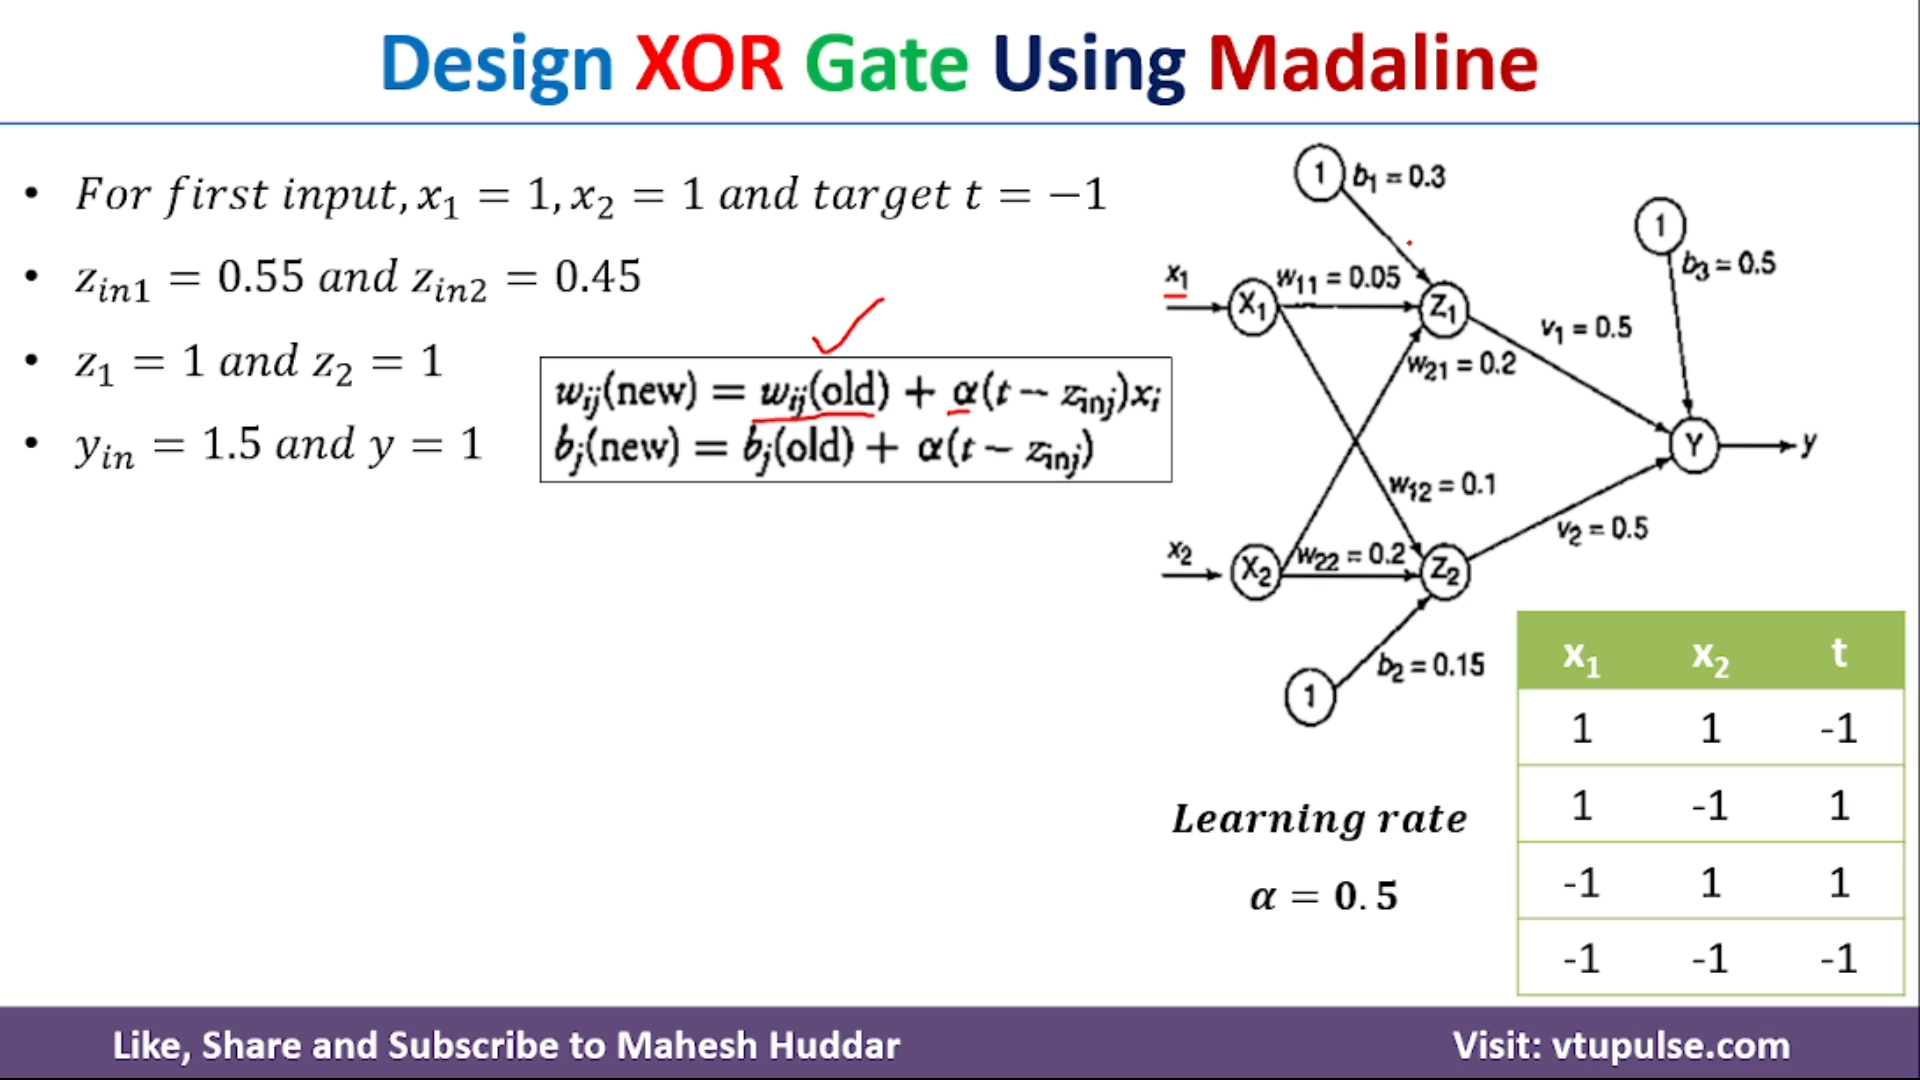 Design XOR Gate Using Madaline
• For first input, x₁ = 1, x₂ = 1 and target t = −1
• z_in1 = 0.55 and z_in2 = 0.45
• z₁ = 1 and z₂ = 1
• y_in = 1.5 and y = 1
w_ij(new) = w_ij(old) + α(t − z_inj)x_i
b_j(new) = b_j(old) + α(t − z_inj)
1 b₁ = 0.3
1
b₃ = 0.5
x₁
X₁
w₁₁ = 0.05
Z₁
v₁ = 0.5
w₂₁ = 0.2
Y
y
w₁₂ = 0.1
v₂ = 0.5
x₂
X₂
w₂₂ = 0.2
Z₂
b₂ = 0.15
1
Learning rate
α = 0.5
x₁ x₂ t
1 1 -1
1 -1 1
-1 1 1
-1 -1 -1
Like, Share and Subscribe to Mahesh Huddar
Visit: vtupulse.com